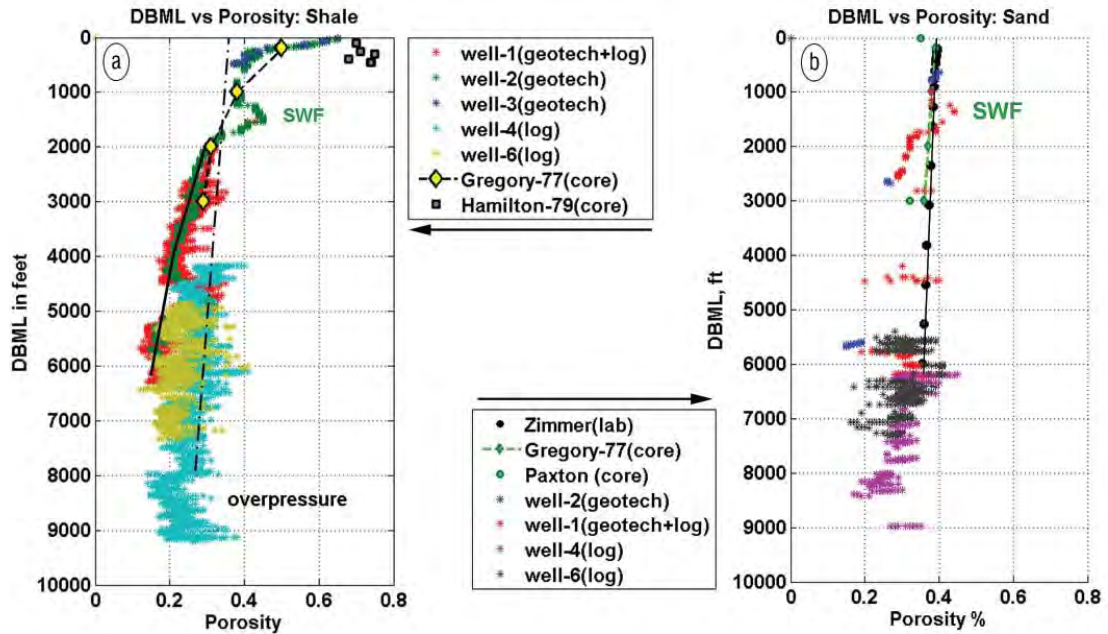 DBML vs Porosity: Shale
a
SWF
overpressure
0
1000
2000
3000
4000
5000
6000
7000
8000
9000
10000
DBML in feet
0
0.2
0.4
0.6
0.8
Porosity
well-1(geotech+log)
well-2(geotech)
well-3(geotech)
well-4(log)
well-6(log)
Gregory-77(core)
Hamilton-79(core)
Zimmer(lab)
Gregory-77(core)
Paxton (core)
well-2(geotech)
well-1(geotech+log)
well-4(log)
well-6(log)
DBML vs Porosity: Sand
b
SWF
0
1000
2000
3000
4000
5000
6000
7000
8000
9000
10000
DBML, ft
0
0.2
0.4
0.6
0.8
Porosity %